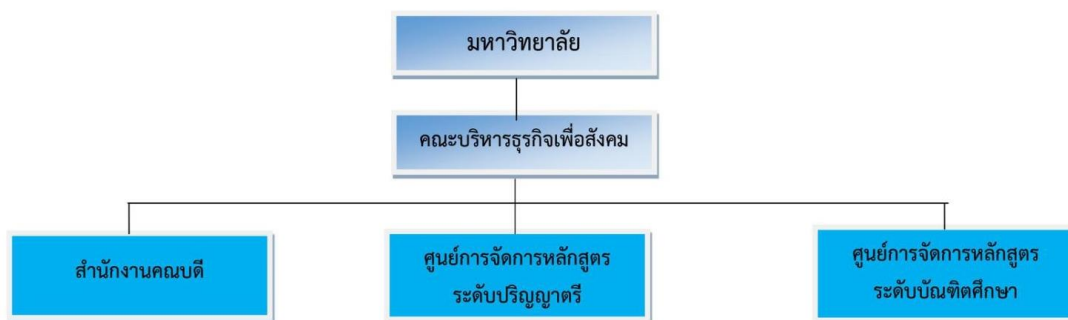 มหาวิทยาลัย
คณะบริหารธุรกิจเพื่อสังคม
สำนักงานคณบดี
ศูนย์การจัดการหลักสูตร
ระดับปริญญาตรี
ศูนย์การจัดการหลักสูตร
ระดับบัณฑิตศึกษา